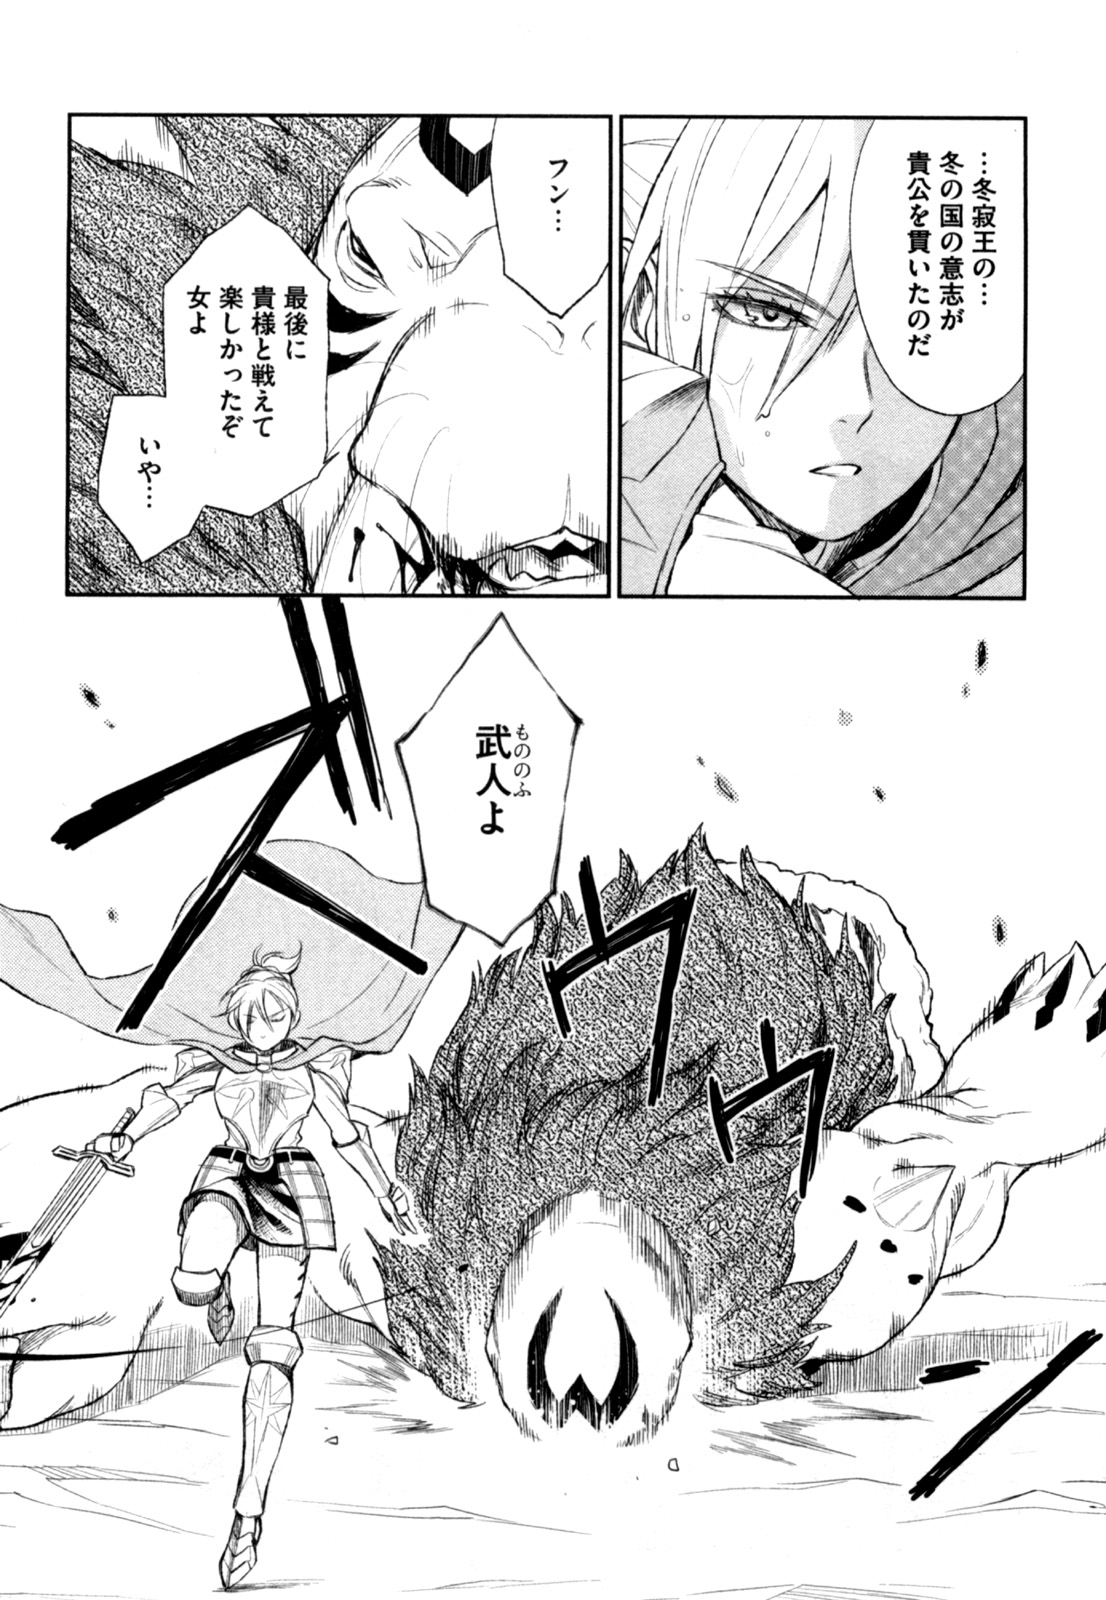 …冬寂王の…
冬の国の意志が
貴公を貫いたのだ
フン…
最後に
貴様と戦えて
楽しかったぞ
女よ
いや…
武人よ
もののふ
ズ
ウ
ウ